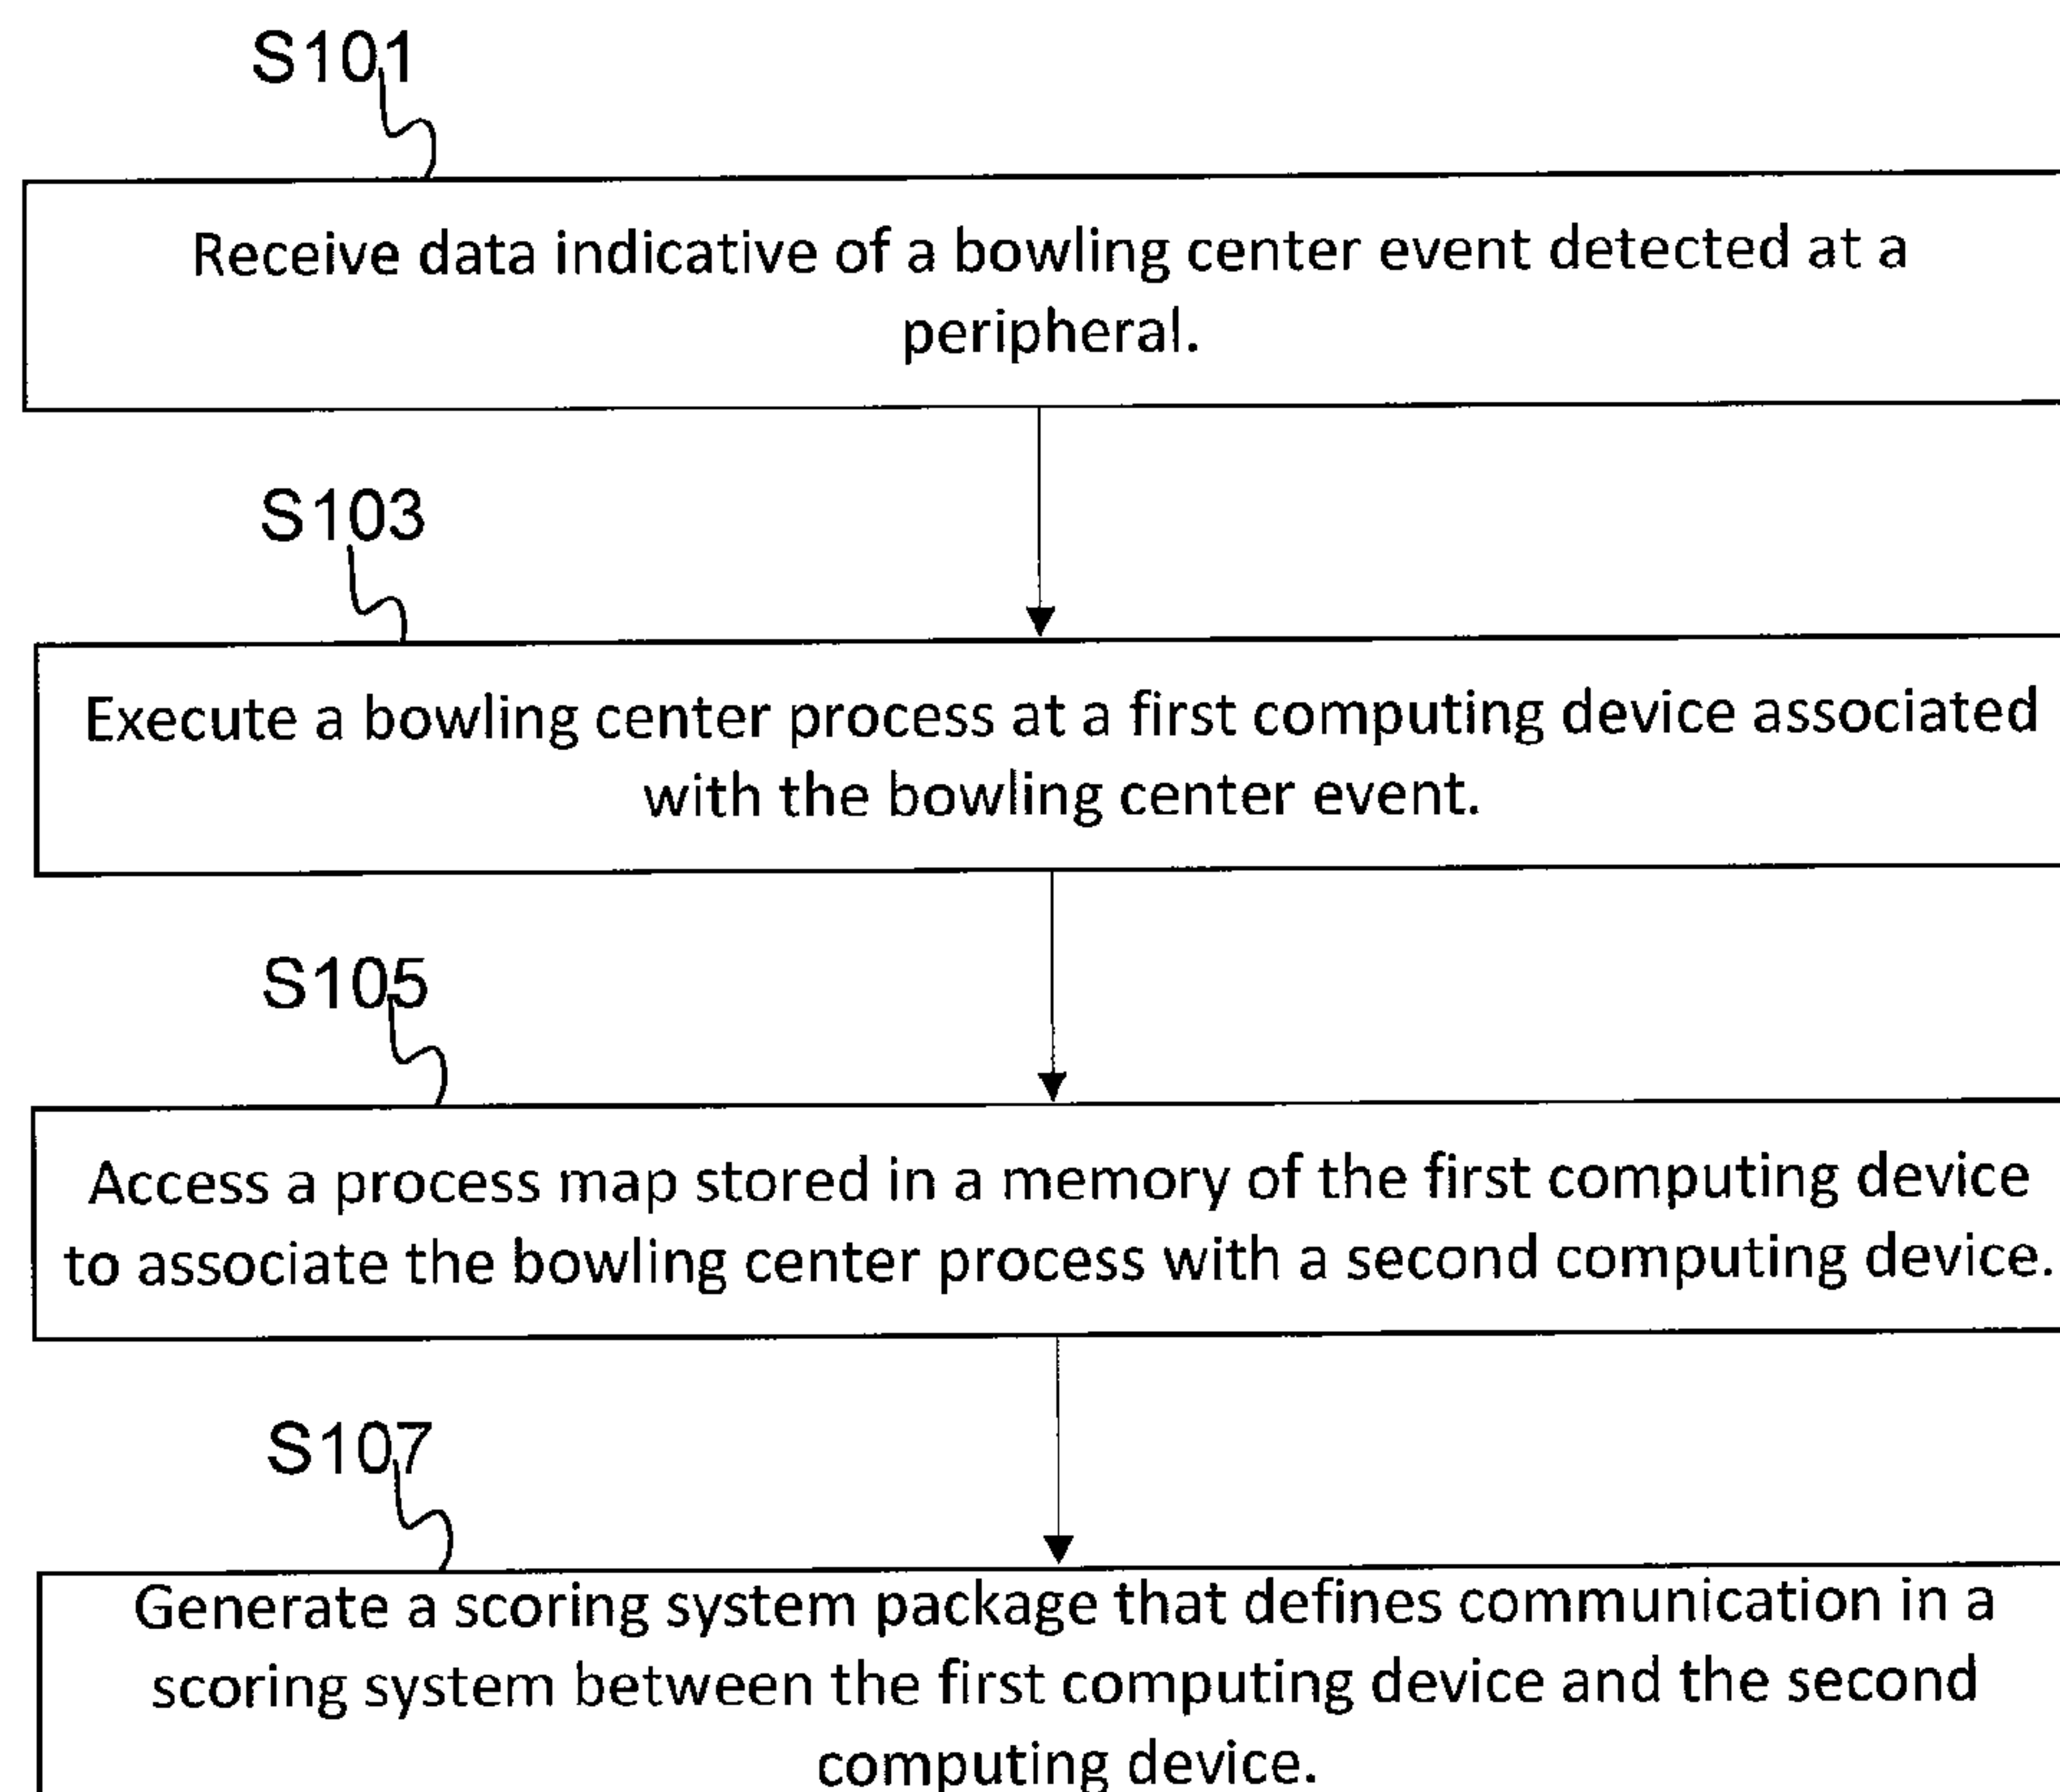 S101
Receive data indicative of a bowling center event detected at a
peripheral.
S103
Execute a bowling center process at a first computing device associated
with the bowling center event.
S105
Access a process map stored in a memory of the first computing device
to associate the bowling center process with a second computing device.
S107
Generate a scoring system package that defines communication in a
scoring system between the first computing device and the second
computing device.